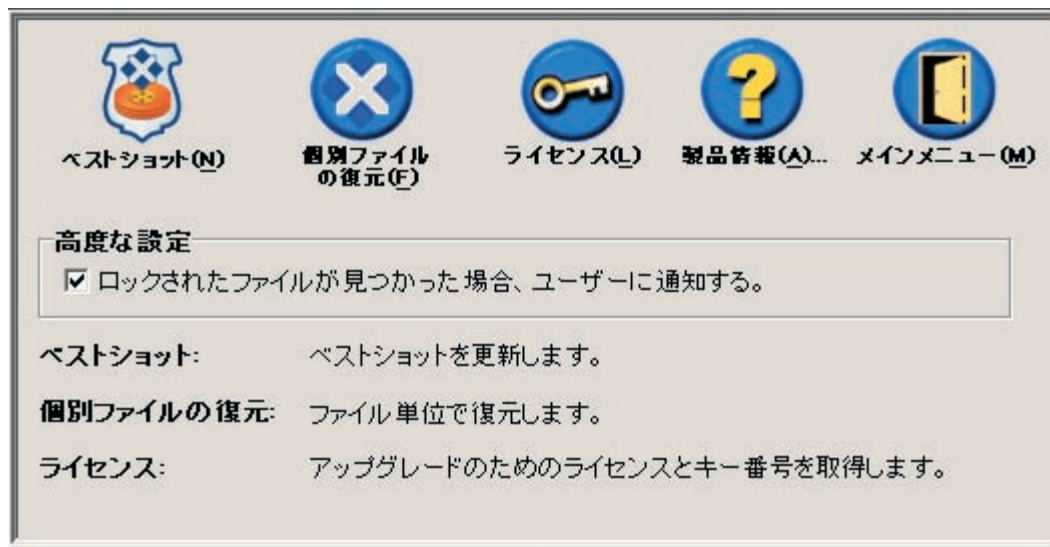 ベストショット(N)
個別ファイル
の復元(F)
ライセンス(L)
製品情報(A)...
メインメニュー(M)
高度な設定
ロックされたファイルが見つかった場合、ユーザーに通知する。
ベストショット: ベストショットを更新します。
個別ファイルの復元: ファイル単位で復元します。
ライセンス: アップグレードのためのライセンスとキー番号を取得します。